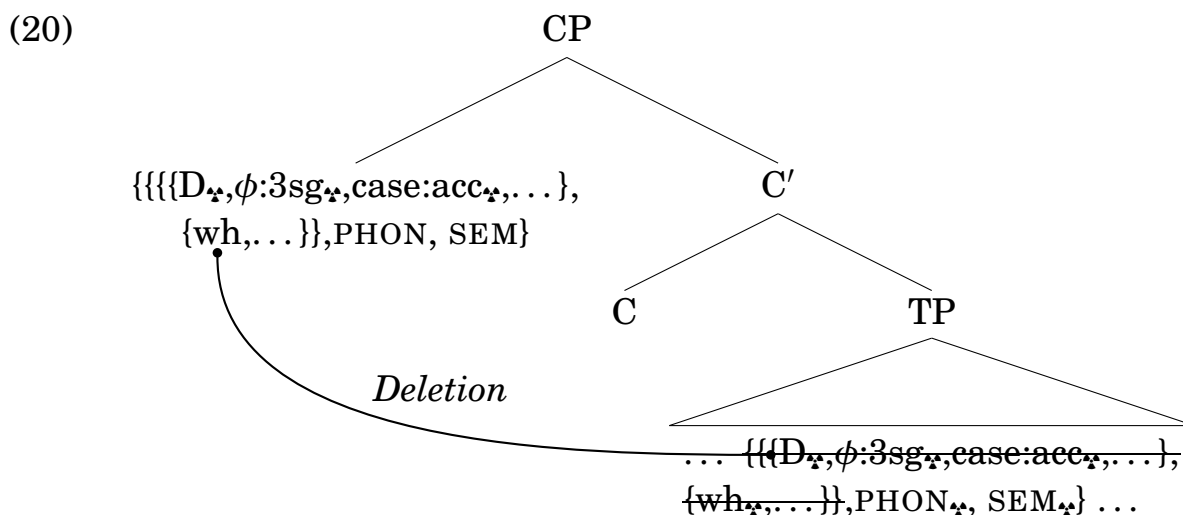 (20) CP
{{{{D☢,ϕ:3sg☢,case:acc☢,...}, C′
{wh,...}},PHON, SEM}
C TP
Deletion
... {{{D☢,ϕ:3sg☢,case:acc☢,...},
{wh☢,...}},PHON☢, SEM☢} ...